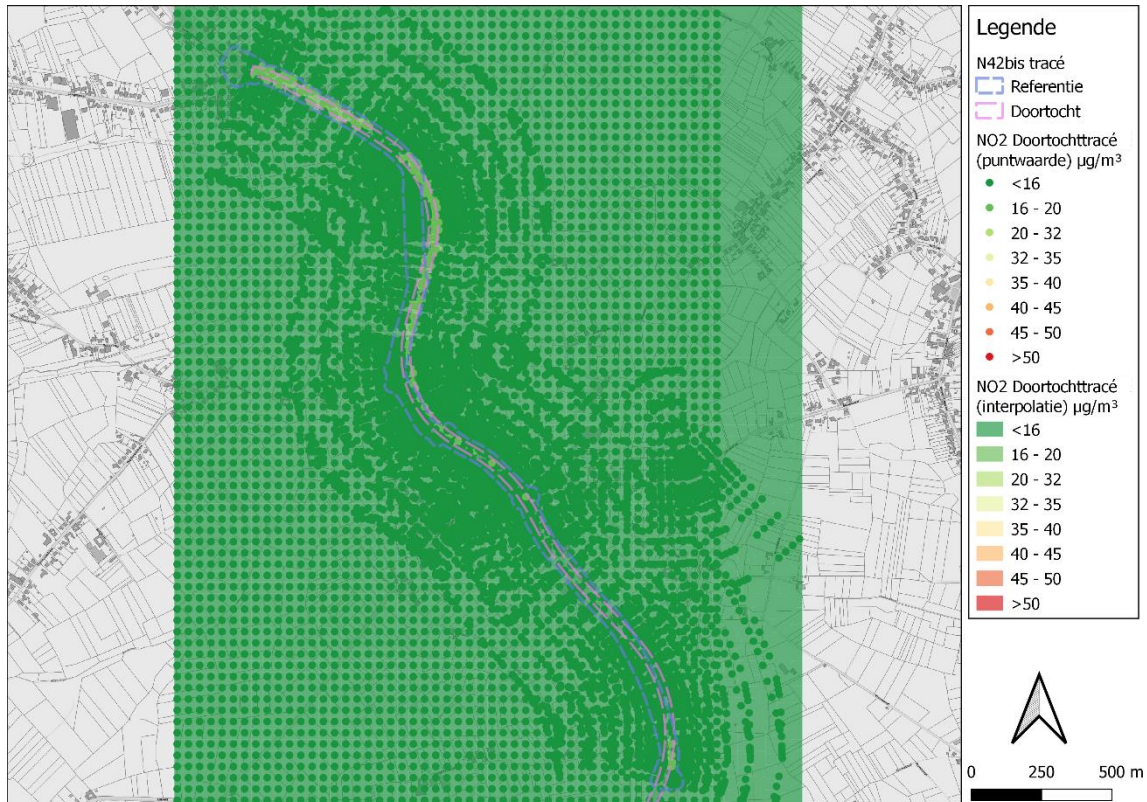 Legende
N42bis tracé
Referentie
Doortocht
NO2 Doortochttracé
(puntwaarde) µg/m³
<16
16 - 20
20 - 32
32 - 35
35 - 40
40 - 45
45 - 50
>50
NO2 Doortochttracé
(interpolatie) µg/m³
<16
16 - 20
20 - 32
32 - 35
35 - 40
40 - 45
45 - 50
>50
0 250 500 m